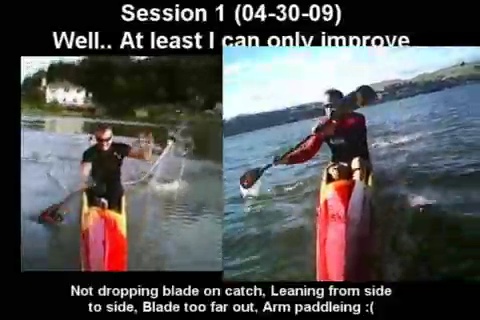 Session 1 (04-30-09)
Well.. At least I can only improve
Not dropping blade on catch, Leaning from side
to side, Blade too far out, Arm paddleing :(